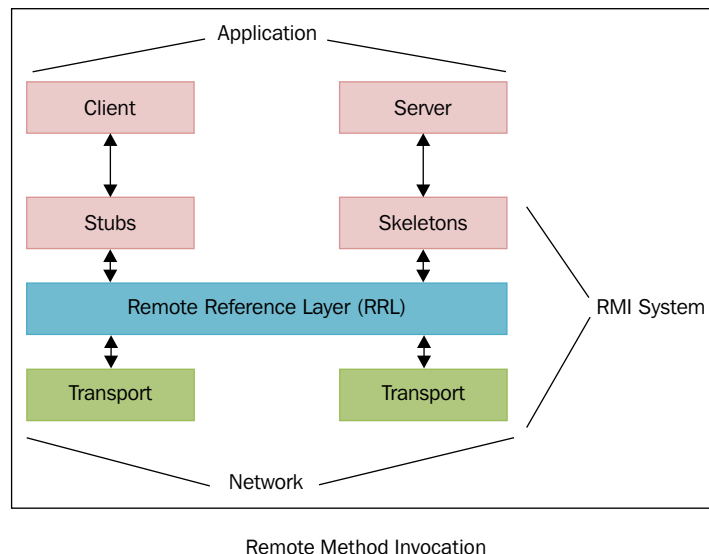 Application
Client
Server
Stubs
Skeletons
Remote Reference Layer (RRL)
RMI System
Transport
Transport
Network
Remote Method Invocation